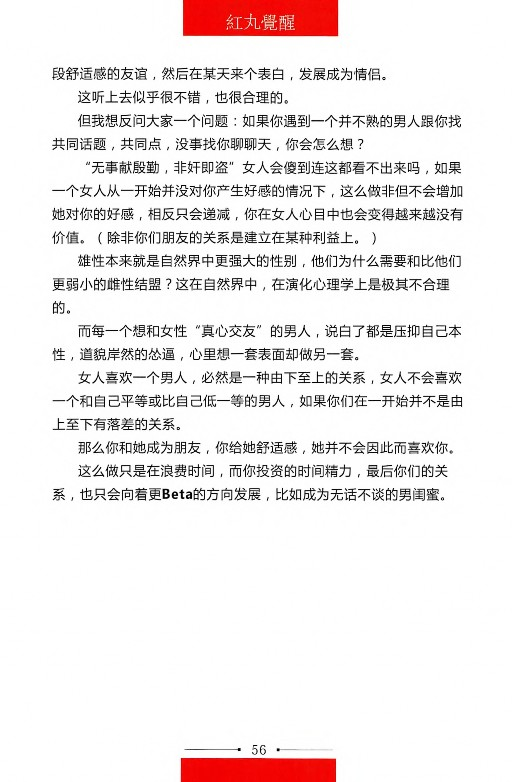 紅丸覺醒
段舒适感的友谊，然后在某天来个表白，发展成为情侣。
这听上去似乎很不错，也很合理的。
但我想反问大家一个问题：如果你遇到一个并不熟的男人跟你找
共同话题，共同点，没事找你聊聊天，你会怎么想？
“无事献殷勤，非奸即盗”女人会傻到连这都看不出来吗，如果
一个女人从一开始并没对你产生好感的情况下，这么做非但不会增加
她对你的好感，相反只会递减，你在女人心目中也会变得越来越没有
价值。（除非你们朋友的关系是建立在某种利益上。）
雄性本来就是自然界中更强大的性别，他们为什么需要和比他们
更弱小的雌性结盟？这在自然界中，在演化心理学上是极其不合理
的。
而每一个想和女性“真心交友”的男人，说白了都是压抑自己本
性，道貌岸然的怂逼，心里想一套表面却做另一套。
女人喜欢一个男人，必然是一种由下至上的关系，女人不会喜欢
一个和自己平等或比自己低一等的男人，如果你们在一开始并不是由
上至下有落差的关系。
那么你和她成为朋友，你给她舒适感，她并不会因此而喜欢你。
这么做只是在浪费时间，而你投资的时间精力，最后你们的关
系，也只会向着更Beta的方向发展，比如成为无话不谈的男闺蜜。
56